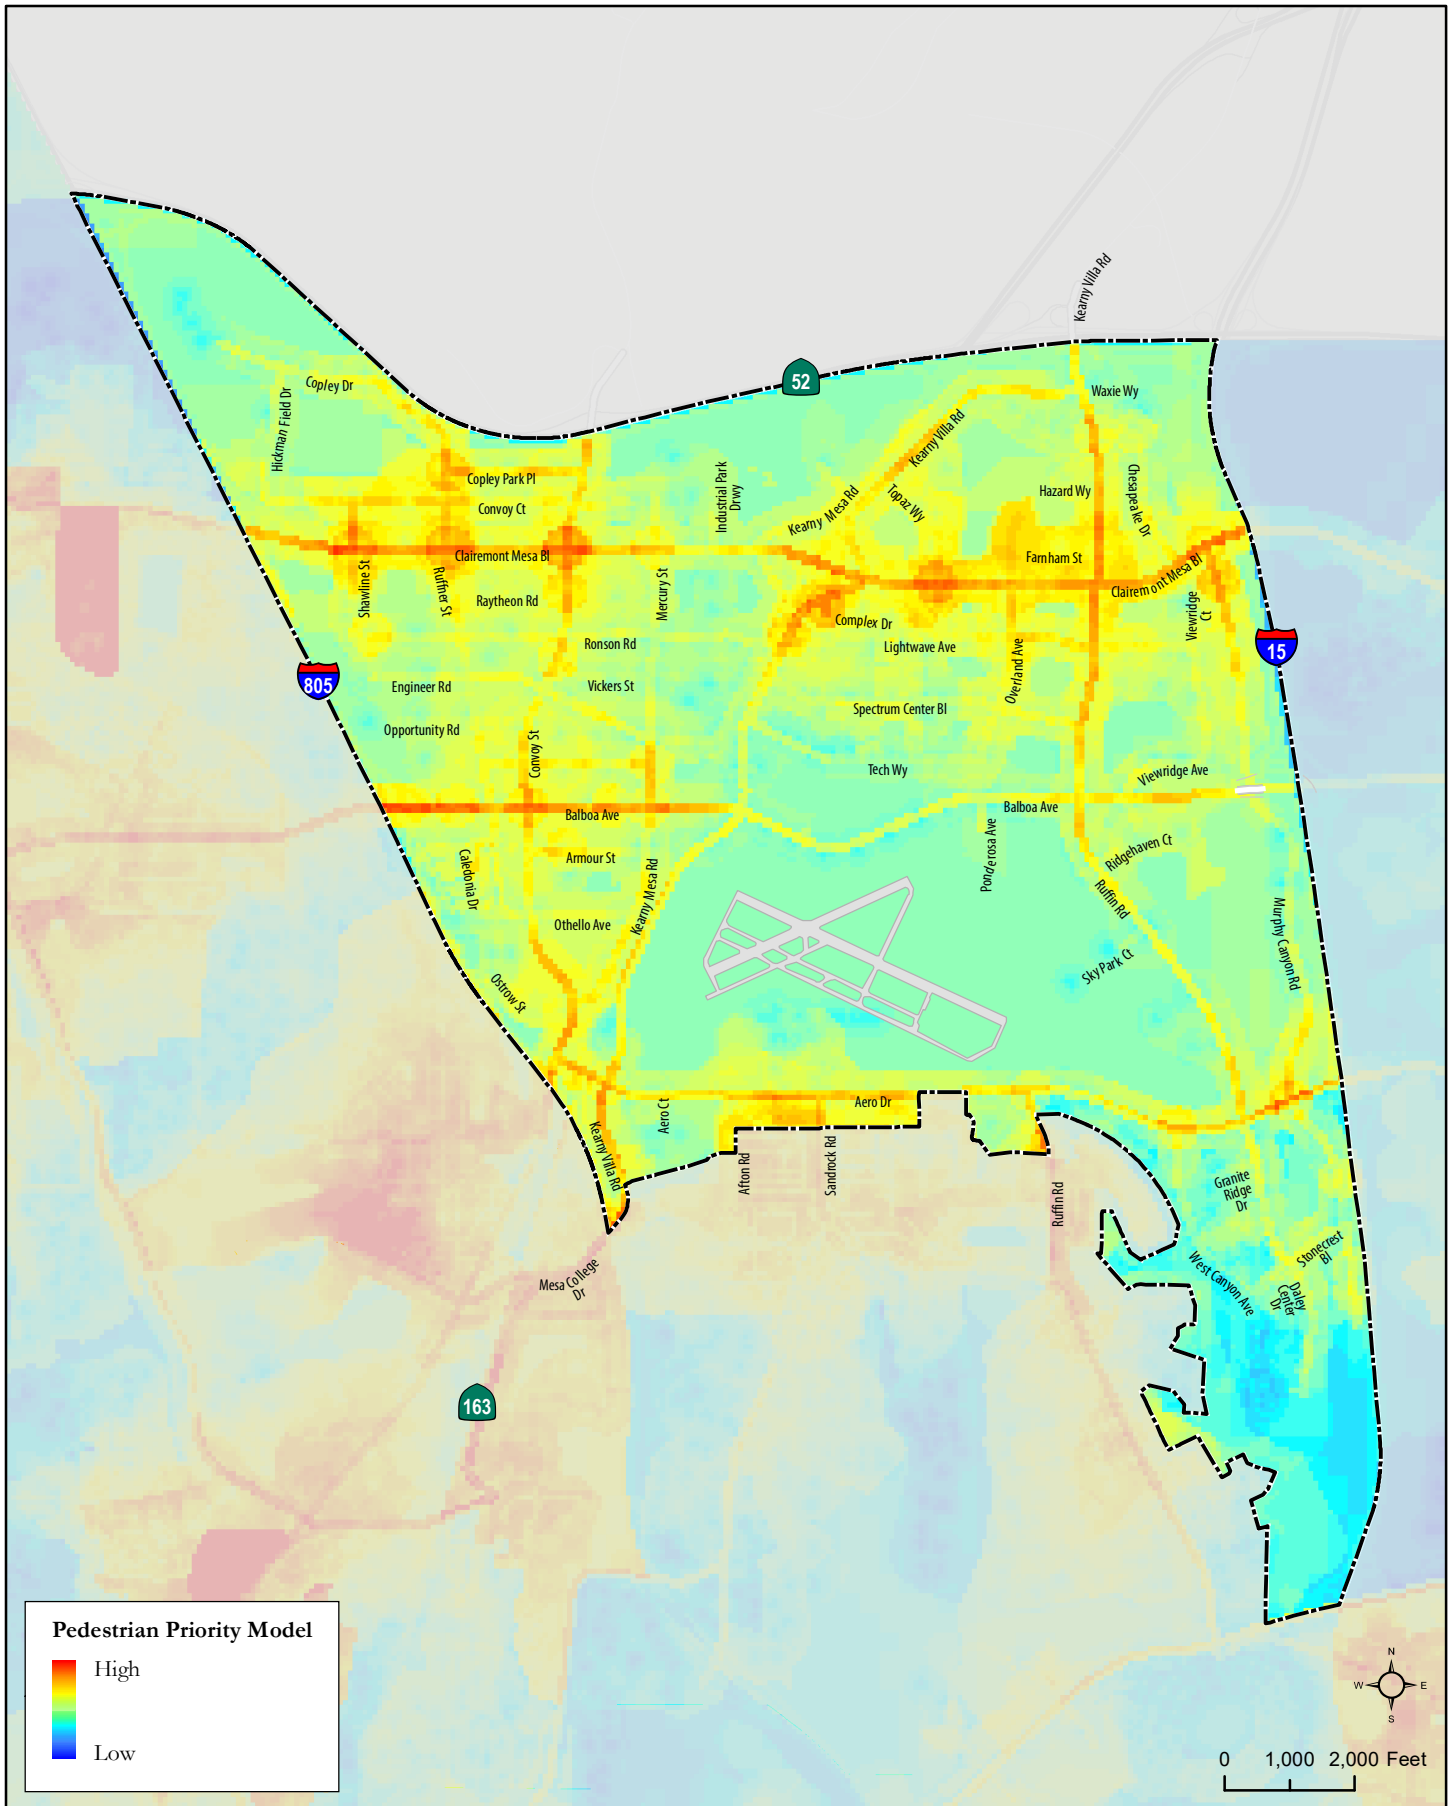 Kearny Villa Rd
52
Waxie Wy
Copley Dr
Hickman Field Dr
Kearny Villa Rd
Copley Park Pl
Convoy Ct
Industrial Park
Drwy
Kearny Mesa Rd
Topaz Wy
Hazard Wy
Chesapeake Dr
Clairemont Mesa Bl
Farnham St
Clairemont Mesa Bl
Shawline St
Ruffner St
Raytheon Rd
Mercury St
Complex Dr
Viewridge
Ct
Ronson Rd
Lightwave Ave
Overland Ave
15
805
Engineer Rd
Vickers St
Spectrum Center Bl
Opportunity Rd
Convoy St
Tech Wy
Viewridge Ave
Balboa Ave
Balboa Ave
Armour St
Caledonia Dr
Kearny Mesa Rd
Ponderosa Ave
Ridgehaven Ct
Ruffin Rd
Othello Ave
Murphy Canyon Rd
Sky Park Ct
Ostrow St
Aero Ct
Aero Dr
Kearny Villa Rd
Afton Rd
Sandrock Rd
Ruffin Rd
Granite
Ridge
Dr
Stonecrest
Bl
West Canyon Ave
Daley
Center
Dr
Mesa College
Dr
163
Pedestrian Priority Model
High
Low
N
W
E
S
0 1,000 2,000 Feet